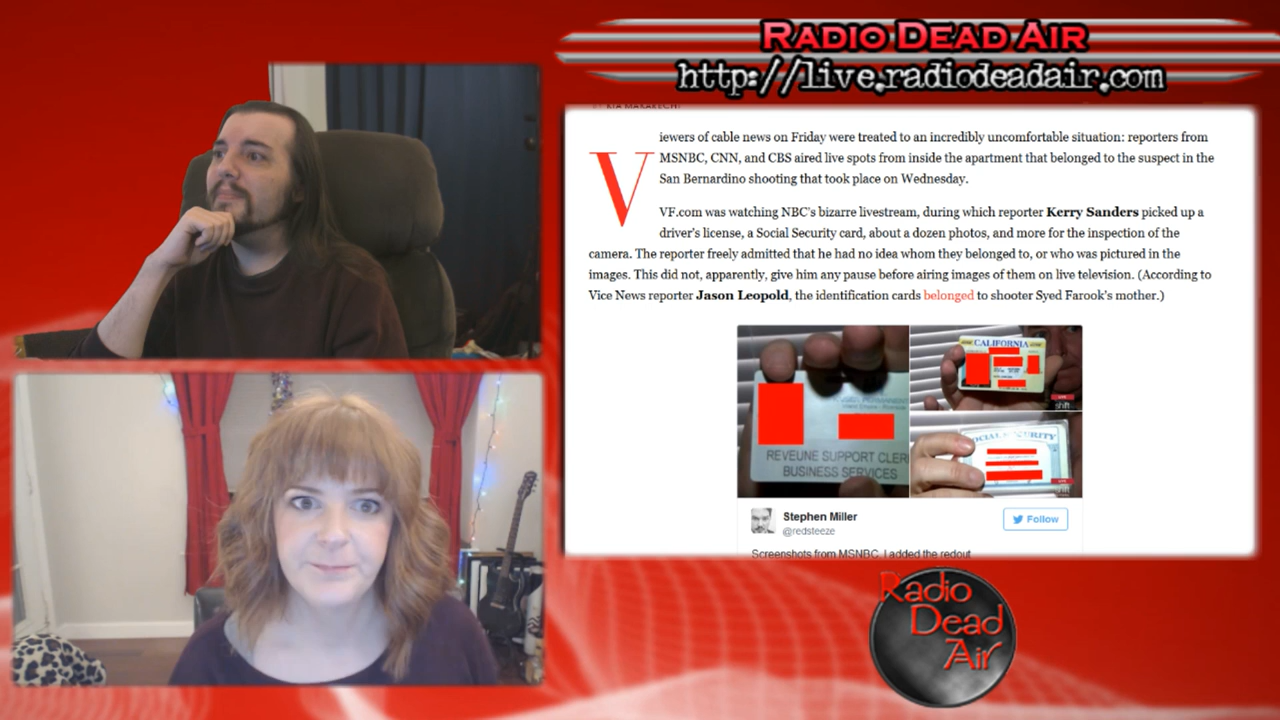 RADIO DEAD AIR
http://live.radiodeadair.com
Viewers of cable news on Friday were treated to an incredibly uncomfortable situation: reporters from
MSNBC, CNN, and CBS aired live spots from inside the apartment that belonged to the suspect in the
San Bernardino shooting that took place on Wednesday.
VF.com was watching NBC's bizarre livestream, during which reporter Kerry Sanders picked up a
driver's license, a Social Security card, about a dozen photos, and more for the inspection of the
camera. The reporter freely admitted that he had no idea whom they belonged to, or who was pictured in the
images. This did not, apparently, give him any pause before airing images of them on live television. (According to
Vice News reporter Jason Leopold, the identification cards belonged to shooter Syed Farook's mother.)
CALIFORNIA
shift
REVEUNE SUPPORT CLER
BUSINESS SERVICES
SOCIAL SECURITY
shift
Stephen Miller
@redsteeze
Follow
Screenshots from MSNBC. I added the redout
Radio
Dead
Air